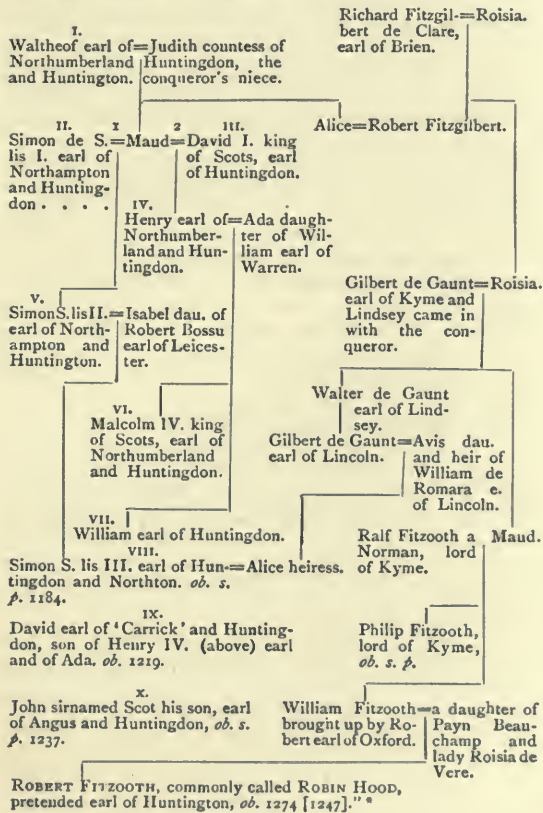 Richard Fitzgil-=Roisia.
bert de Clare,
earl of Brien.
I.
Waltheof earl of=Judith countess of
Northumberland Huntingdon, the
and Huntington. conqueror's niece.
Alice=Robert Fitzgilbert.
II. 1 2 III.
Simon de S.=Maud=David I. king
lis I. earl of of Scots, earl
Northampton of Huntingdon.
and Hunting-
don . . . .
IV.
Henry earl of=Ada daugh-
Northumber- ter of Wil-
land and Hun- liam earl of
tingdon. Warren.
Gilbert de Gaunt=Roisia.
earl of Kyme and
Lindsey came in
with the con-
queror.
V.
Simon S. lis II.=Isabel dau. of
earl of North- Robert Bossu
ampton and earl of Leices-
Huntington. ter.
Walter de Gaunt
earl of Lind-
sey.
VI.
Malcolm IV. king
of Scots, earl of
Northumberland
and Huntingdon.
Gilbert de Gaunt=Avis dau.
earl of Lincoln. and heir of
William de
Romara e.
of Lincoln.
VII.
William earl of Huntingdon.
VIII.
Simon S. lis III. earl of Hun-=Alice heiress.
tingdon and Northton. ob. s.
p. 1184.
Ralf Fitzooth a Maud.
Norman, lord
of Kyme.
IX.
David earl of 'Carrick' and Hunting-
don, son of Henry IV. (above) earl
and of Ada. ob. 1219.
Philip Fitzooth,
lord of Kyme,
ob. s. p.
X.
John sirnamed Scot his son, earl
of Angus and Huntingdon, ob. s.
p. 1237.
William Fitzooth=a daughter of
brought up by Ro- Payn Beau-
bert earl of Oxford. champ and
lady Roisia de
Vere.
ROBERT FITZOOTH, commonly called ROBIN HOOD,
pretended earl of Huntington, ob. 1274 [1247]." *